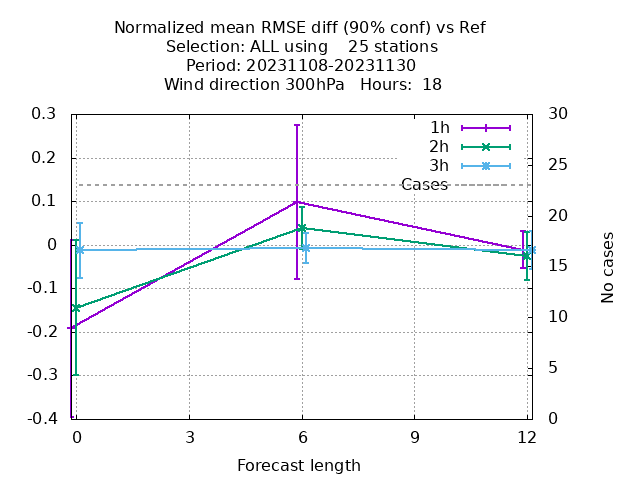 Normalized mean RMSE diff (90% conf) vs Ref
Selection: ALL using    25 stations
Period: 20231108-20231130
Wind direction 300hPa   Hours:  18
0.3
0.2
0.1
0
-0.1
-0.2
-0.3
-0.4
30
25
20
15
10
5
0
1h
2h
3h
Cases
No cases
0
3
6
9
12
Forecast length